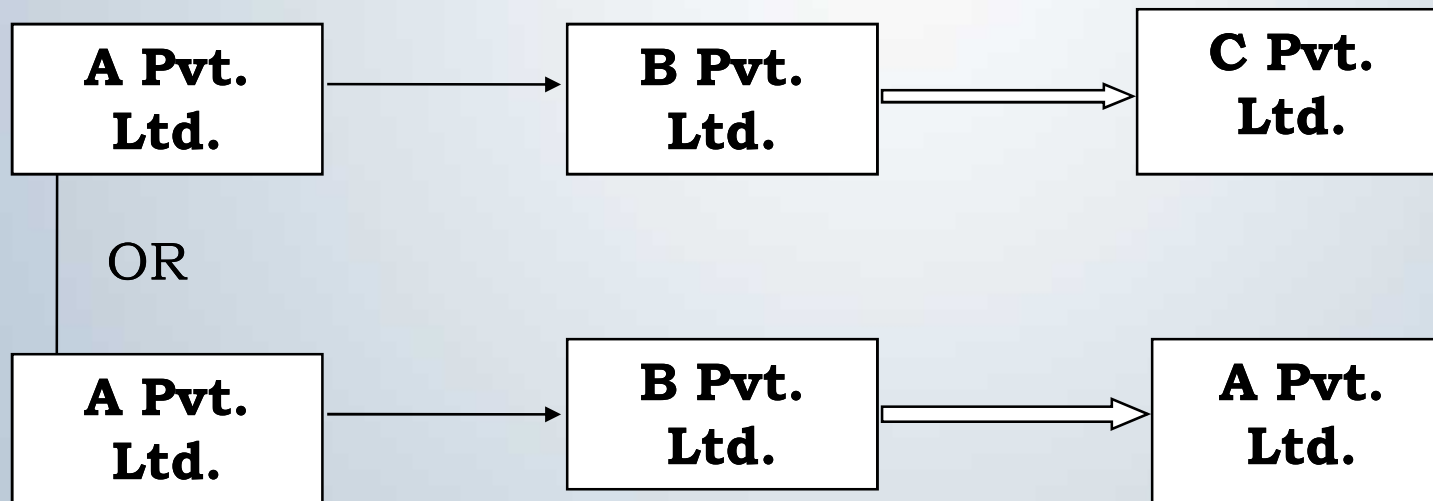 A Pvt.
Ltd.
B Pvt.
Ltd.
C Pvt.
Ltd.
OR
A Pvt.
Ltd.
B Pvt.
Ltd.
A Pvt.
Ltd.